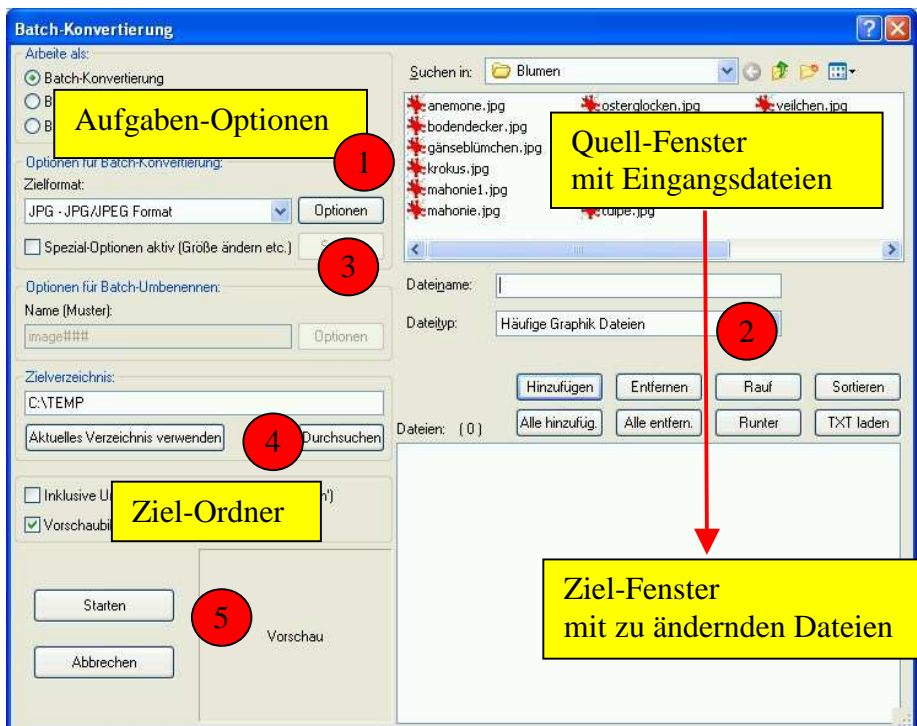 Batch-Konvertierung
Arbeite als:
Batch-Konvertierung
B
B
Aufgaben-Optionen
1
Optionen für Batch-Konvertierung:
Zielformat:
JPG - JPG/JPEG Format
Optionen
Spezial-Optionen aktiv (Größe ändern etc.)
3
Optionen für Batch-Umbenennen:
Name (Muster):
image###
Optionen
Zielverzeichnis:
C:\TEMP
Aktuelles Verzeichnis verwenden
4
Durchsuchen
Inklusive U
Ziel-Ordner
Vorschaubi
Starten
5
Vorschau
Abbrechen
Suchen in:
Blumen
anemone.jpg
osterglocken.jpg
veilchen.jpg
bodendecker.jpg
gänseblümchen.jpg
krokus.jpg
mahonie1.jpg
mahonie.jpg
tulpe.jpg
Quell-Fenster
mit Eingangsdateien
Dateiname:
Dateityp:
Häufige Graphik Dateien
2
Hinzufügen
Entfernen
Rauf
Sortieren
Dateien: ( 0 )
Alle hinzufüg.
Alle entfern.
Runter
TXT laden
Ziel-Fenster
mit zu ändernden Dateien